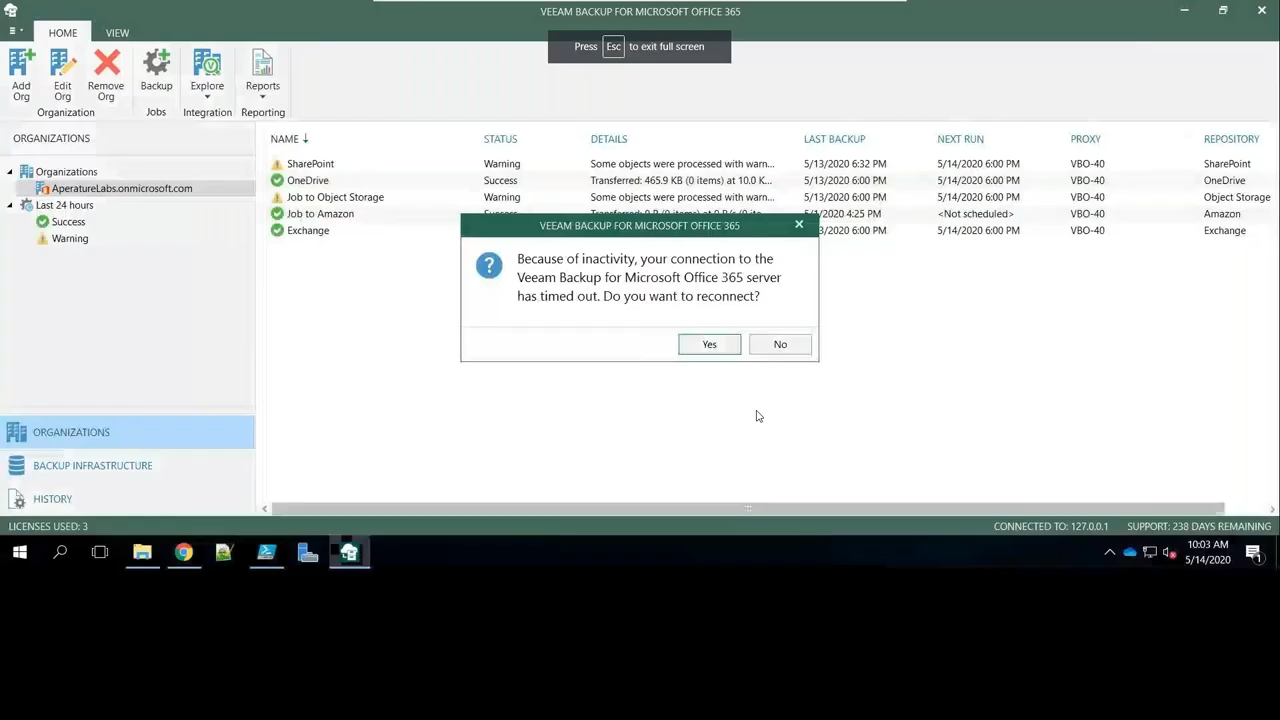 VEEAM BACKUP FOR MICROSOFT OFFICE 365
HOME VIEW
Press Esc to exit full screen
Add Org
Edit Org
Remove Org
Backup
Explore
Reports
Organization Jobs Integration Reporting
ORGANIZATIONS
Organizations
AperatureLabs.onmicrosoft.com
Last 24 hours
Success
Warning
NAME STATUS DETAILS LAST BACKUP NEXT RUN PROXY REPOSITORY
SharePoint Warning Some objects were processed with warn... 5/13/2020 6:32 PM 5/14/2020 6:00 PM VBO-40 SharePoint
OneDrive Success Transferred: 465.9 KB (0 items) at 10.0 K... 5/13/2020 6:00 PM 5/14/2020 6:00 PM VBO-40 OneDrive
Job to Object Storage Warning Some objects were processed with warn... 5/13/2020 6:00 PM 5/14/2020 6:00 PM VBO-40 Object Storage
Job to Amazon 4:25 PM <Not scheduled> VBO-40 Amazon
Exchange 6:00 PM 5/14/2020 6:00 PM VBO-40 Exchange
VEEAM BACKUP FOR MICROSOFT OFFICE 365
Because of inactivity, your connection to the
Veeam Backup for Microsoft Office 365 server
has timed out. Do you want to reconnect?
Yes No
ORGANIZATIONS
BACKUP INFRASTRUCTURE
HISTORY
LICENSES USED: 3 CONNECTED TO: 127.0.0.1 SUPPORT: 238 DAYS REMAINING
10:03 AM
5/14/2020
1